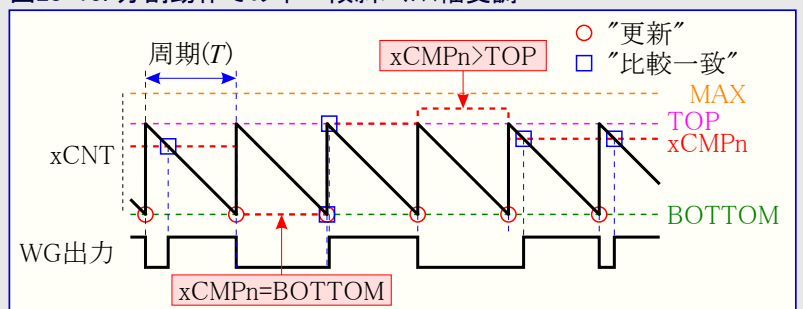 周期(T)
xCMPn>TOP
"更新"
"比較一致"
MAX
TOP
xCMPn
xCNT
BOTTOM
WG出力
xCMPn=BOTTOM